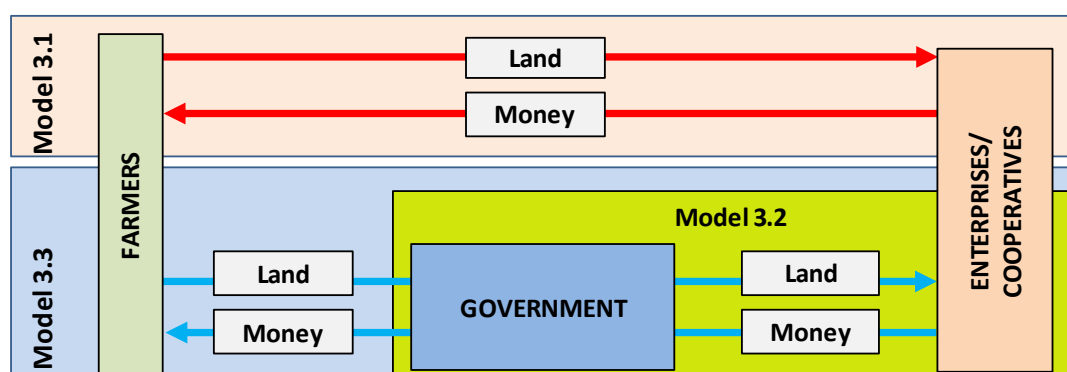 Model 3.1
FARMERS
Land
Money
ENTERPRISES/
COOPERATIVES
Model 3.3
Model 3.2
Land
GOVERNMENT
Land
Money
Money